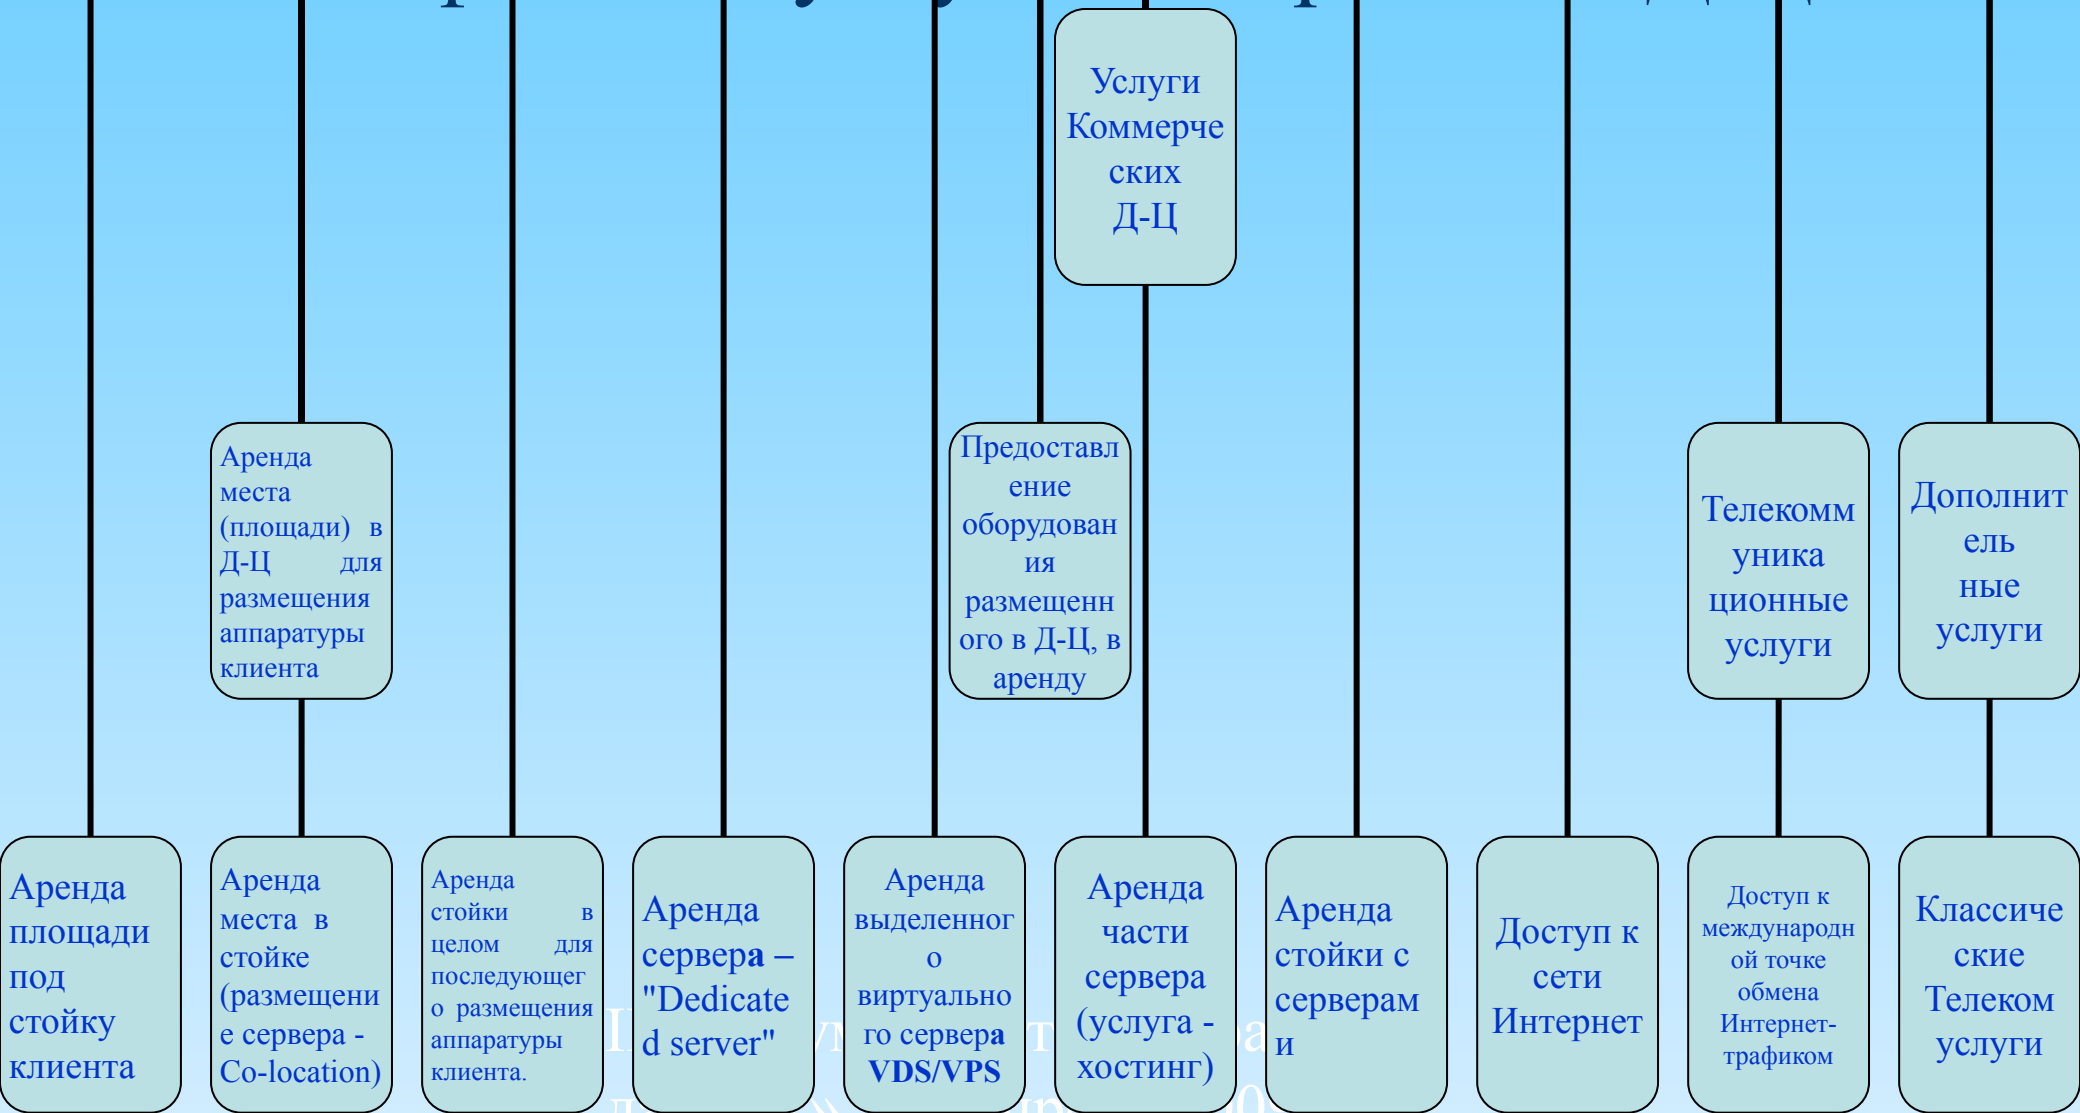 Услуги
Коммерче
ских
Д-Ц
Аренда
места
(площади) в
Д-Ц для
размещения
аппаратуры
клиента
Предоставл
ение
оборудован
ия
размещенн
ого в Д-Ц, в
аренду
Телекомм
уника
ционные
услуги
Дополнит
ель
ные
услуги
Аренда
площади
под
стойку
клиента
Аренда
места в
стойке
(размещени
е сервера -
Co-location)
Аренда
стойки в
целом для
последующег
о размещения
аппаратуры
клиента.
Аренда
сервера –
"Dedicate
d server"
Аренда
выделенног
о
виртуально
го сервера
VDS/VPS
Аренда
части
сервера
(услуга -
хостинг)
Аренда
стойки с
серверам
и
Доступ к
сети
Интернет
Доступ к
международн
ой точке
обмена
Интернет-
трафиком
Классиче
ские
Телеком
услуги